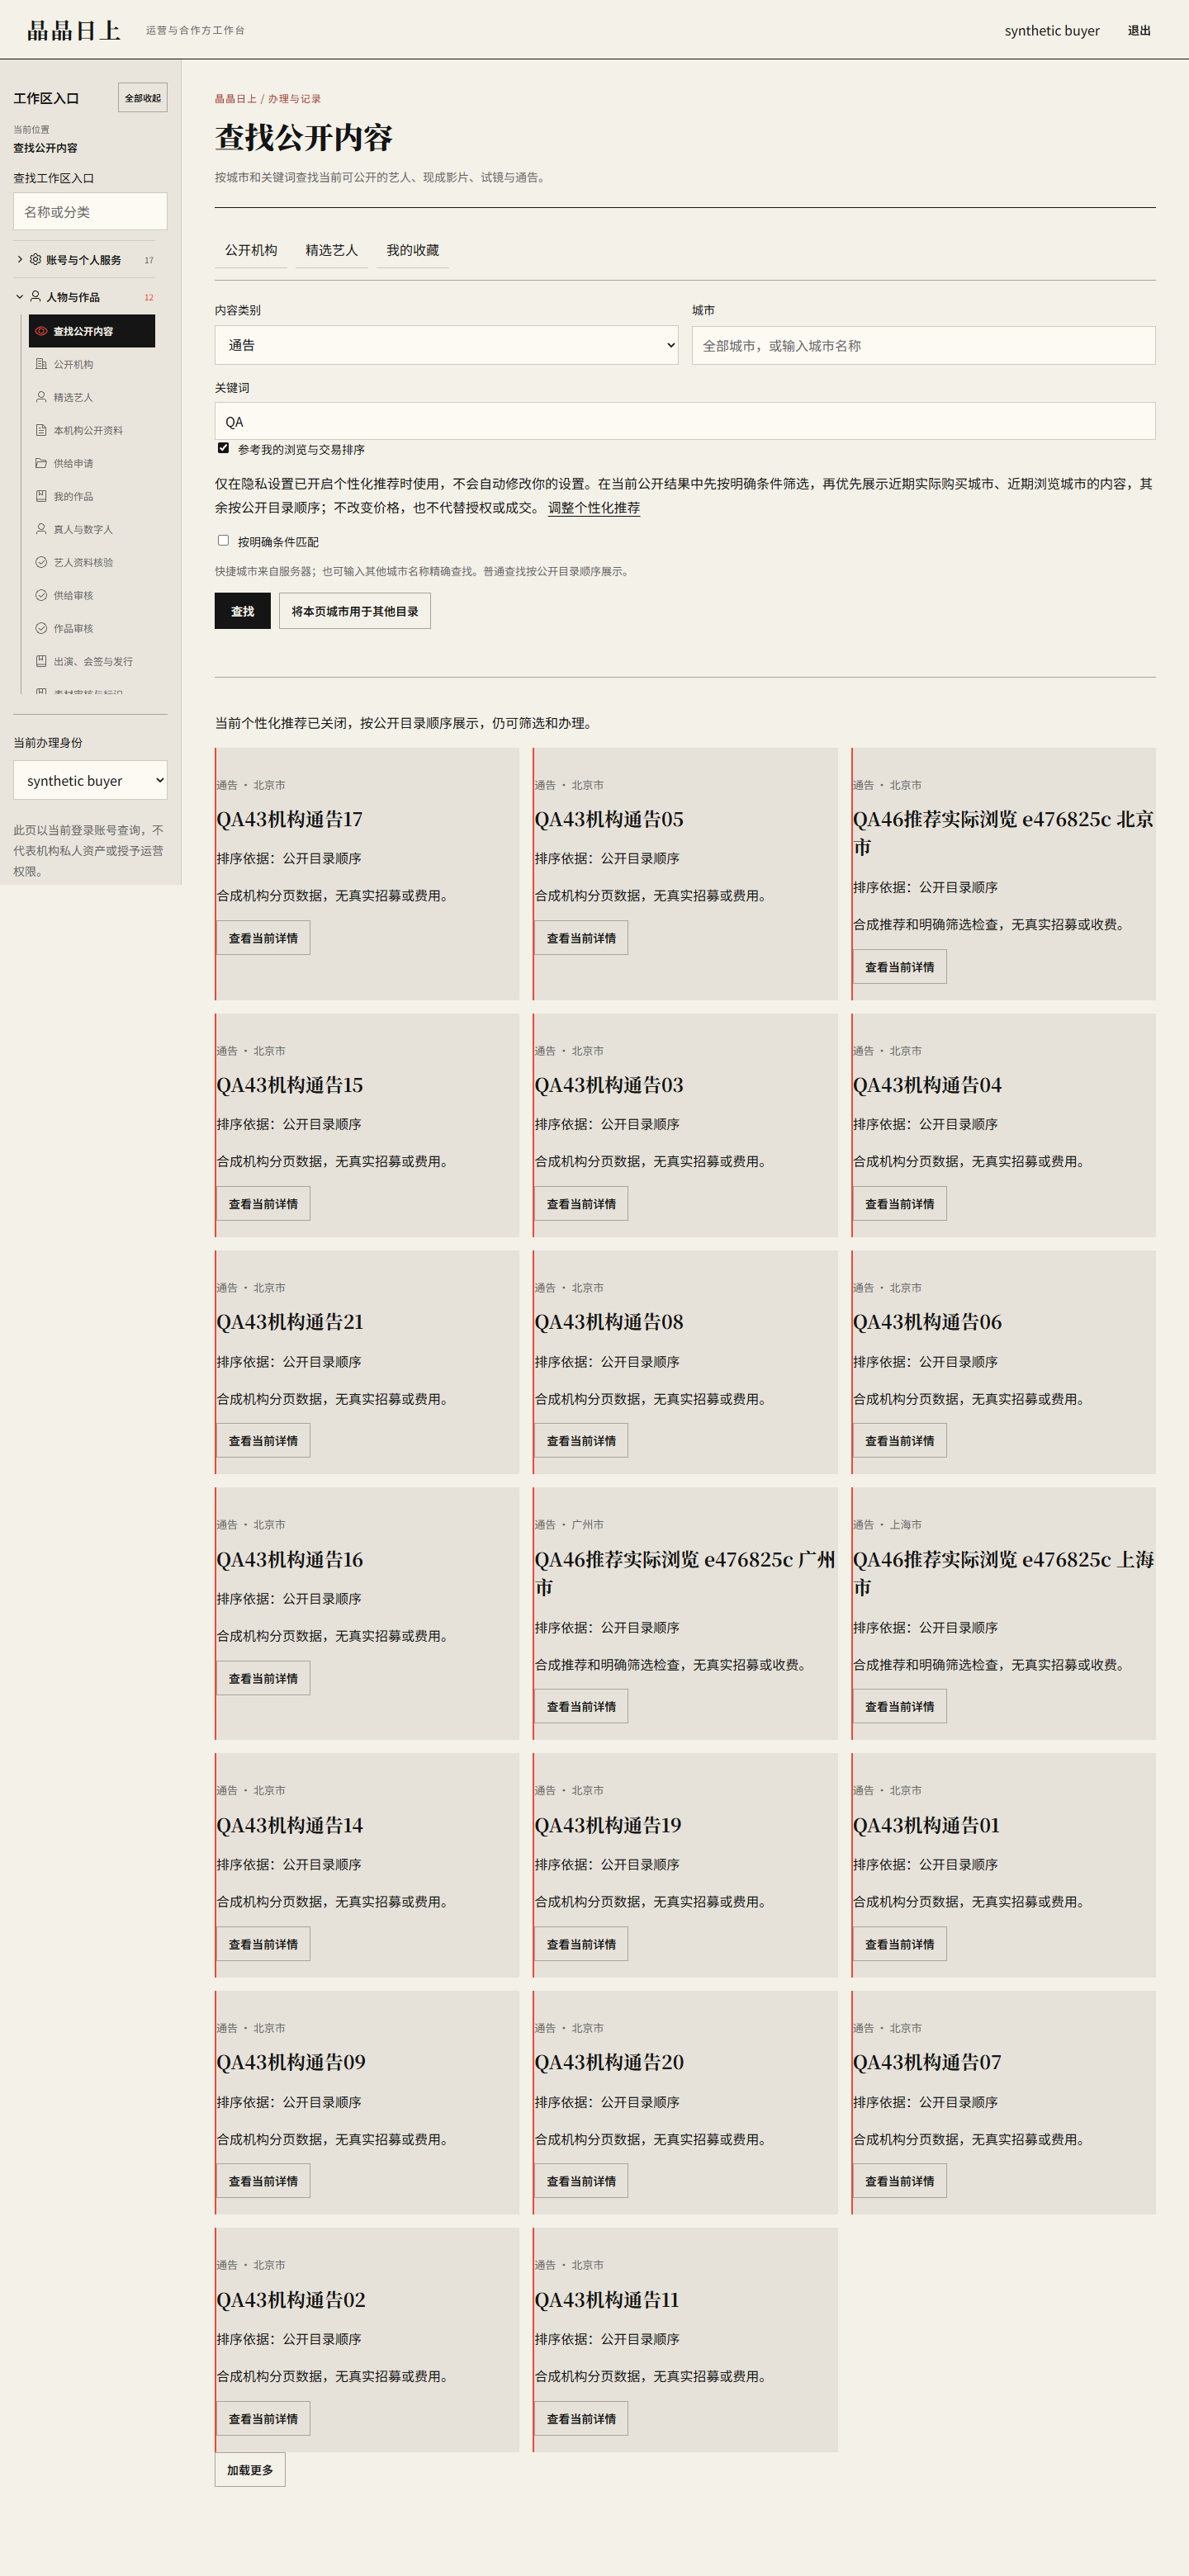 晶晶日上
运营与合作方工作台
synthetic buyer
退出
工作区入口
全部收起
当前位置
查找公开内容
查找工作区入口
名称或分类
账号与个人服务 17
人物与作品 12
查找公开内容
公开机构
精选艺人
本机构公开资料
供给申请
我的作品
真人与数字人
艺人资料核验
供给审核
作品审核
出演、会签与发行
当前办理身份
synthetic buyer
此页以当前登录账号查询，不
代表机构私人资产或授予运营
权限。
晶晶日上 / 办理与记录
查找公开内容
按城市和关键词查找当前可公开的艺人、现成影片、试镜与通告。
公开机构
精选艺人
我的收藏
内容类别
通告
城市
全部城市，或输入城市名称
关键词
QA
参考我的浏览与交易排序
仅在隐私设置已开启个性化推荐时使用，不会自动修改你的设置。在当前公开结果中先按明确条件筛选，再优先展示近期实际购买城市、近期浏览城市的内容，其
余按公开目录顺序；不改变价格，也不代替授权或成交。 调整个性化推荐
按明确条件匹配
快捷城市来自服务器；也可输入其他城市名称精确查找。普通查找按公开目录顺序展示。
查找
将本页城市用于其他目录
当前个性化推荐已关闭，按公开目录顺序展示，仍可筛选和办理。
通告 · 北京市
QA43机构通告17
排序依据：公开目录顺序
合成机构分页数据，无真实招募或费用。
查看当前详情
通告 · 北京市
QA43机构通告05
排序依据：公开目录顺序
合成机构分页数据，无真实招募或费用。
查看当前详情
通告 · 北京市
QA46推荐实际浏览 e476825c 北京
市
排序依据：公开目录顺序
合成推荐和明确筛选检查，无真实招募或收费。
查看当前详情
通告 · 北京市
QA43机构通告15
排序依据：公开目录顺序
合成机构分页数据，无真实招募或费用。
查看当前详情
通告 · 北京市
QA43机构通告03
排序依据：公开目录顺序
合成机构分页数据，无真实招募或费用。
查看当前详情
通告 · 北京市
QA43机构通告04
排序依据：公开目录顺序
合成机构分页数据，无真实招募或费用。
查看当前详情
通告 · 北京市
QA43机构通告21
排序依据：公开目录顺序
合成机构分页数据，无真实招募或费用。
查看当前详情
通告 · 北京市
QA43机构通告08
排序依据：公开目录顺序
合成机构分页数据，无真实招募或费用。
查看当前详情
通告 · 北京市
QA43机构通告06
排序依据：公开目录顺序
合成机构分页数据，无真实招募或费用。
查看当前详情
通告 · 北京市
QA43机构通告16
排序依据：公开目录顺序
合成机构分页数据，无真实招募或费用。
查看当前详情
通告 · 广州市
QA46推荐实际浏览 e476825c 广州
市
排序依据：公开目录顺序
合成推荐和明确筛选检查，无真实招募或收费。
查看当前详情
通告 · 上海市
QA46推荐实际浏览 e476825c 上海
市
排序依据：公开目录顺序
合成推荐和明确筛选检查，无真实招募或收费。
查看当前详情
通告 · 北京市
QA43机构通告14
排序依据：公开目录顺序
合成机构分页数据，无真实招募或费用。
查看当前详情
通告 · 北京市
QA43机构通告19
排序依据：公开目录顺序
合成机构分页数据，无真实招募或费用。
查看当前详情
通告 · 北京市
QA43机构通告01
排序依据：公开目录顺序
合成机构分页数据，无真实招募或费用。
查看当前详情
通告 · 北京市
QA43机构通告09
排序依据：公开目录顺序
合成机构分页数据，无真实招募或费用。
查看当前详情
通告 · 北京市
QA43机构通告20
排序依据：公开目录顺序
合成机构分页数据，无真实招募或费用。
查看当前详情
通告 · 北京市
QA43机构通告07
排序依据：公开目录顺序
合成机构分页数据，无真实招募或费用。
查看当前详情
通告 · 北京市
QA43机构通告02
排序依据：公开目录顺序
合成机构分页数据，无真实招募或费用。
查看当前详情
通告 · 北京市
QA43机构通告11
排序依据：公开目录顺序
合成机构分页数据，无真实招募或费用。
查看当前详情
加载更多